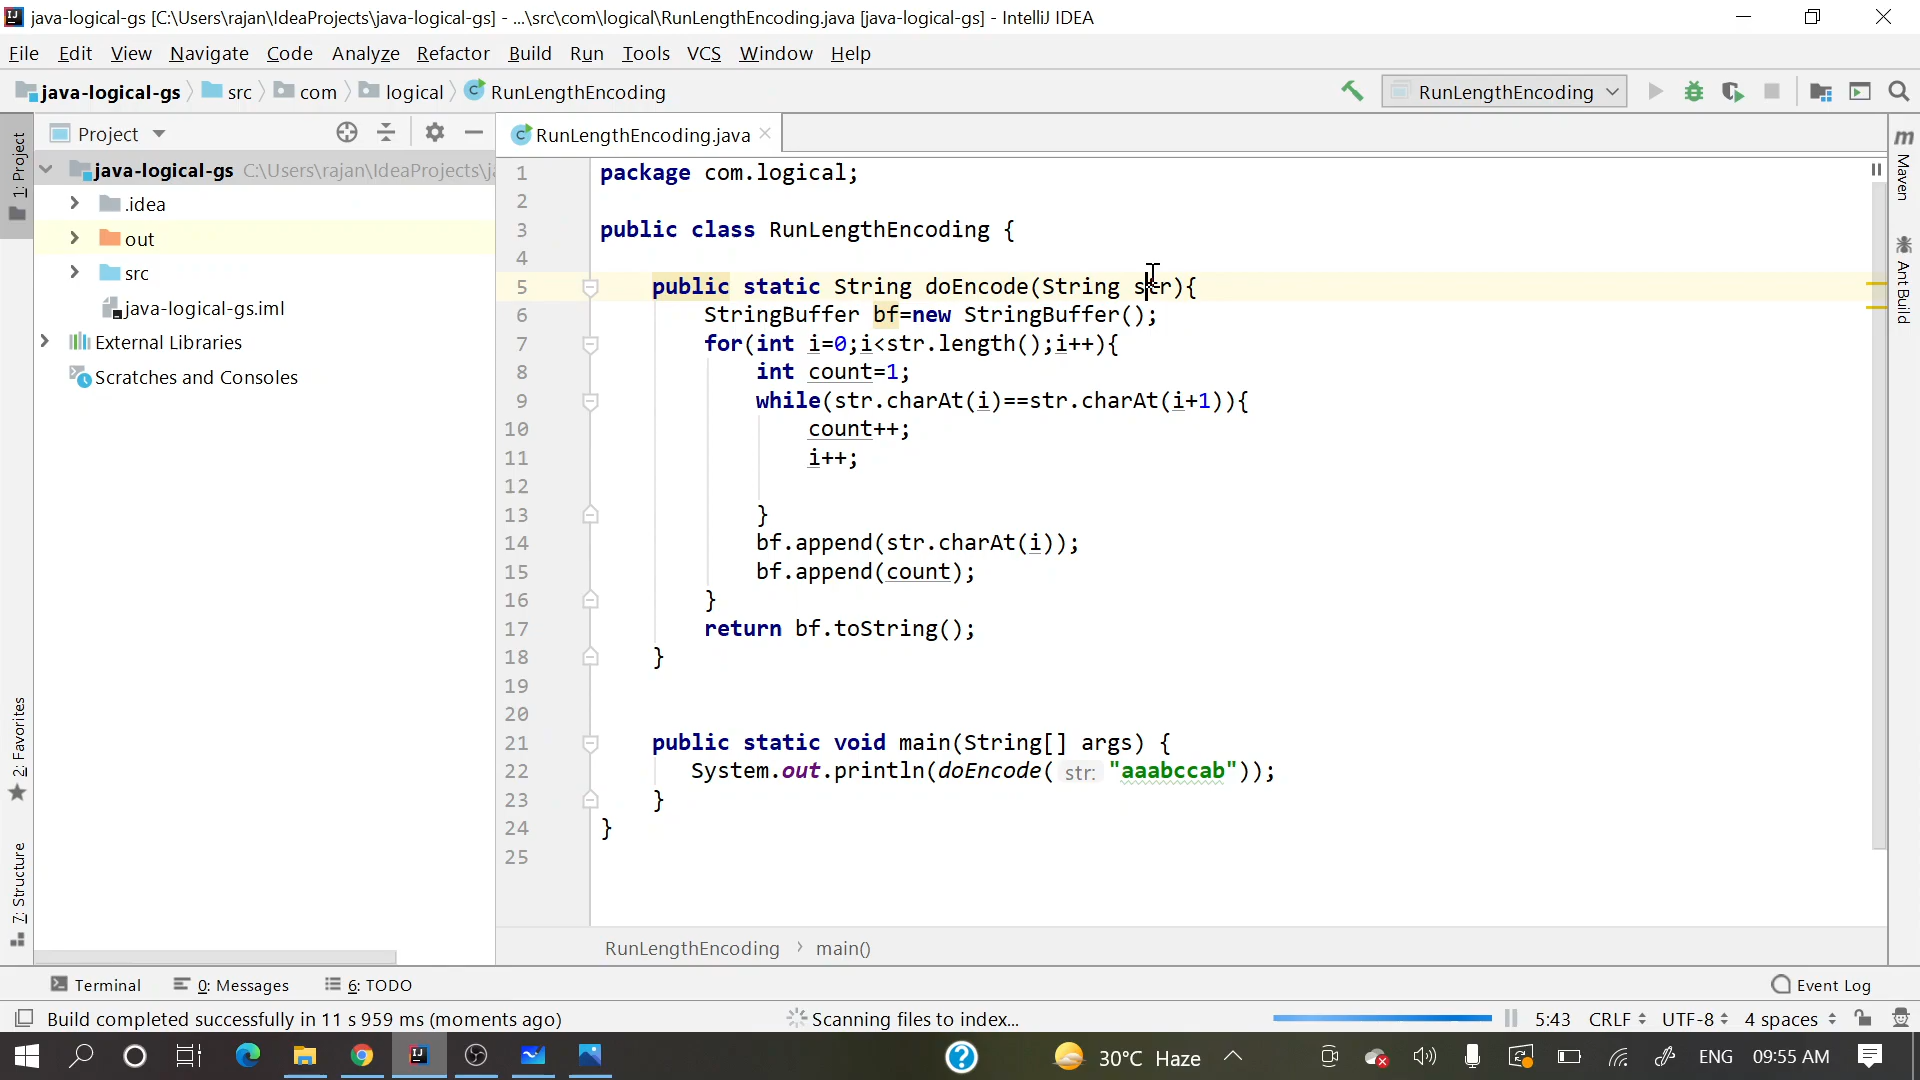 java-logical-gs [C:\Users\rajan\IdeaProjects\java-logical-gs] - ...\src\com\logical\RunLengthEncoding.java [java-logical-gs] - IntelliJ IDEA
File Edit View Navigate Code Analyze Refactor Build Run Tools VCS Window Help
java-logical-gs src com logical RunLengthEncoding RunLengthEncoding
1: Project
Project
java-logical-gs C:\Users\rajan\IdeaProjects\
.idea
out
src
java-logical-gs.iml
External Libraries
Scratches and Consoles
2: Favorites
7: Structure
RunLengthEncoding.java
1 package com.logical;
2
3 public class RunLengthEncoding {
4
5 public static String doEncode(String str){
6 StringBuffer bf=new StringBuffer();
7 for(int i=0;i<str.length();i++){
8 int count=1;
9 while(str.charAt(i)==str.charAt(i+1)){
10 count++;
11 i++;
12
13 }
14 bf.append(str.charAt(i));
15 bf.append(count);
16 }
17 return bf.toString();
18 }
19
20
21 public static void main(String[] args) {
22 System.out.println(doEncode( str: "aaabccab"));
23 }
24 }
25
RunLengthEncoding > main()
m Maven
Ant Build
Terminal 0: Messages 6: TODO Event Log
Build completed successfully in 11 s 959 ms (moments ago) Scanning files to index... 5:43 CRLF UTF-8 4 spaces
30°C Haze ENG 09:55 AM